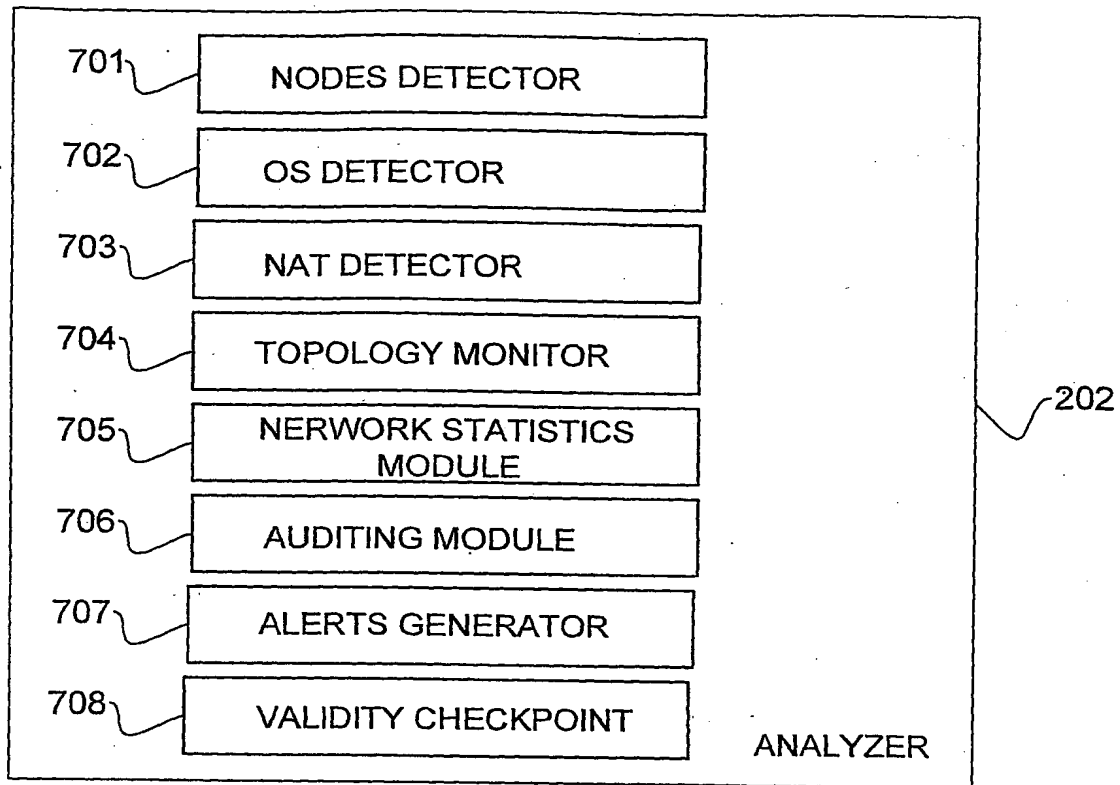 701 NODES DETECTOR
702 OS DETECTOR
703 NAT DETECTOR
704 TOPOLOGY MONITOR
705 NERWORK STATISTICS
MODULE
202
706 AUDITING MODULE
707 ALERTS GENERATOR
708 VALIDITY CHECKPOINT
ANALYZER